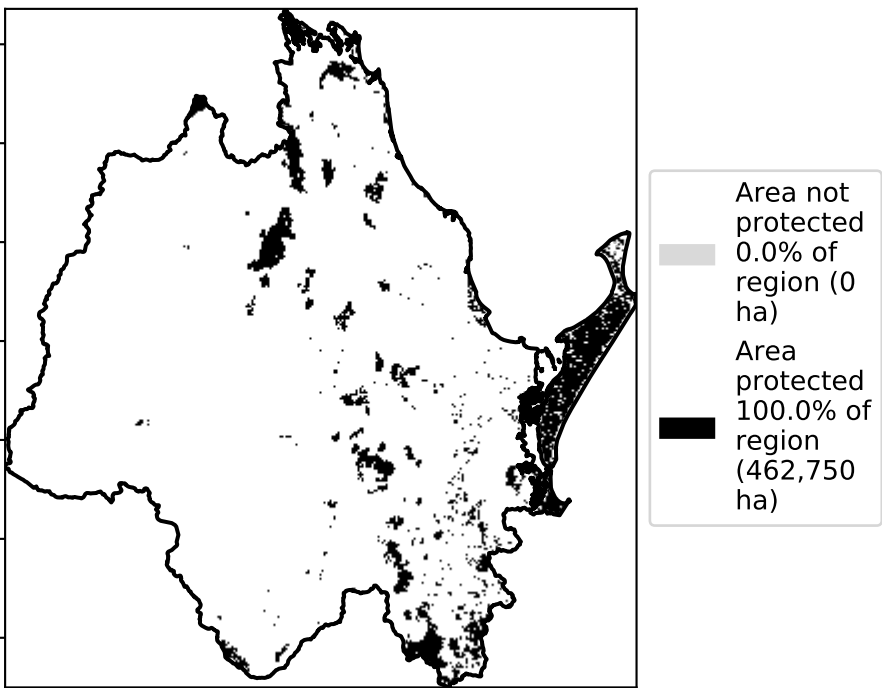 Area not
protected
0.0% of
region (0
ha)
Area
protected
100.0% of
region
(462,750
ha)